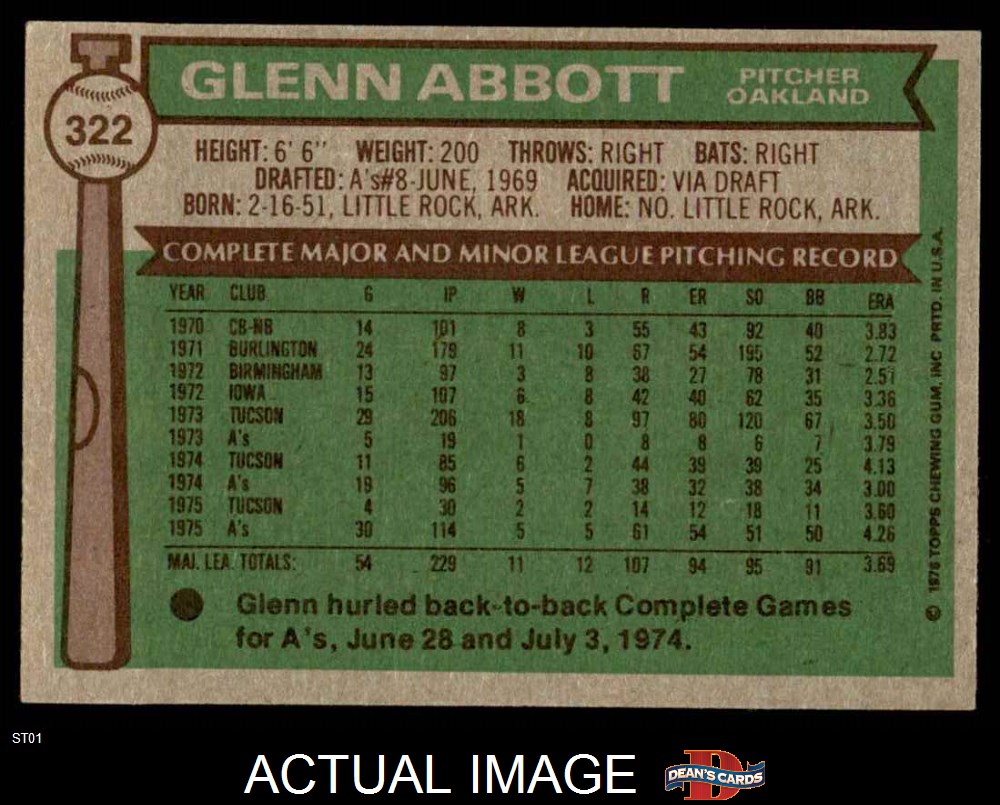 322
GLENN ABBOTT
PITCHER
OAKLAND
HEIGHT: 6' 6" WEIGHT: 200 THROWS: RIGHT BATS: RIGHT
DRAFTED: A's#8-JUNE, 1969 ACQUIRED: VIA DRAFT
BORN: 2-16-51, LITTLE ROCK, ARK. HOME: NO. LITTLE ROCK, ARK.
COMPLETE MAJOR AND MINOR LEAGUE PITCHING RECORD
YEAR CLUB G IP W L R ER SO BB ERA
1970 CB-NB 14 101 8 3 55 43 92 40 3.83
1971 BURLINGTON 24 179 11 10 67 54 195 52 2.72
1972 BIRMINGHAM 13 97 3 8 38 27 78 31 2.51
1972 IOWA 15 107 6 8 42 40 62 35 3.36
1973 TUCSON 29 206 18 8 97 80 120 67 3.50
1973 A's 5 19 1 0 8 8 6 7 3.79
1974 TUCSON 11 85 6 2 44 39 39 25 4.13
1974 A's 19 96 5 7 38 32 38 34 3.00
1975 TUCSON 4 30 2 2 14 12 18 11 3.60
1975 A's 30 114 5 5 61 54 51 50 4.26
MAJ. LEA. TOTALS: 54 229 11 12 107 94 95 91 3.69
Glenn hurled back-to-back Complete Games
for A's, June 28 and July 3, 1974.
© 1976 TOPPS CHEWING GUM, INC PRTD. IN U.S.A.
ST01
ACTUAL IMAGE
D
DEAN'S CARDS